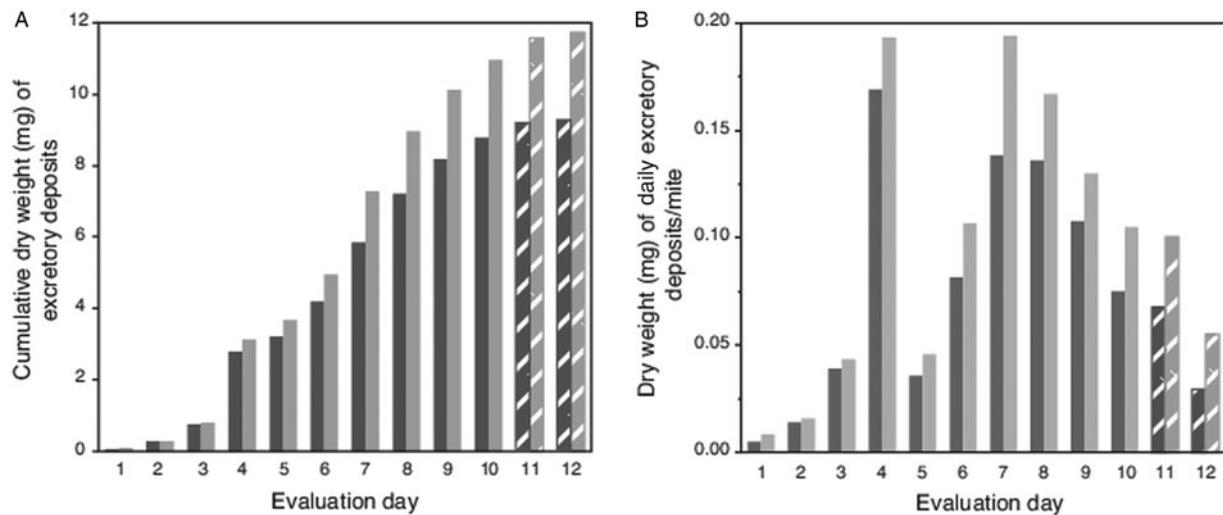 A
Cumulative dry weight (mg) of
excretory deposits
12
10
8
6
4
2
0
1 2 3 4 5 6 7 8 9 10 11 12
Evaluation day
B
Dry weight (mg) of daily excretory
deposits/mite
0.20
0.15
0.10
0.05
0.00
1 2 3 4 5 6 7 8 9 10 11 12
Evaluation day